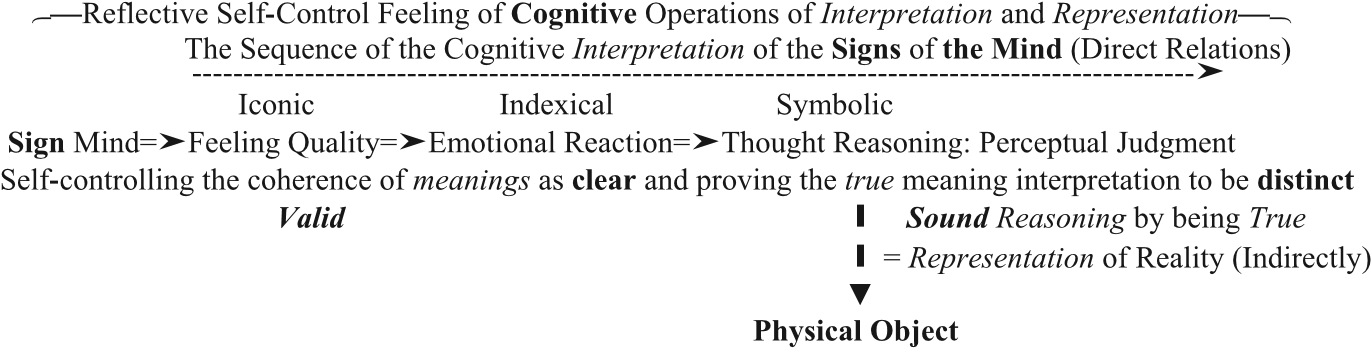 —Reflective Self-Control Feeling of Cognitive Operations of Interpretation and Representation—
The Sequence of the Cognitive Interpretation of the Signs of the Mind (Direct Relations)
Iconic Indexical Symbolic
Sign Mind=➤Feeling Quality=➤Emotional Reaction=➤Thought Reasoning: Perceptual Judgment
Self-controlling the coherence of meanings as clear and proving the true meaning interpretation to be distinct
Valid Sound Reasoning by being True
= Representation of Reality (Indirectly)
Physical Object